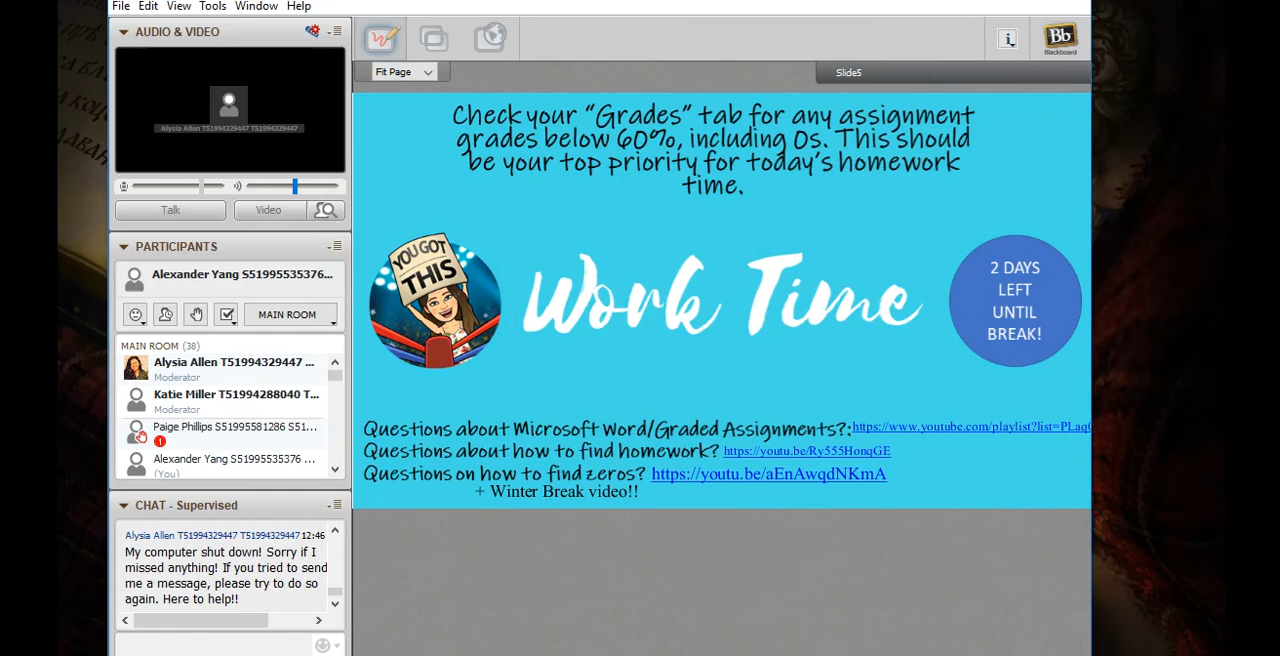 File Edit View Tools Window Help
AUDIO & VIDEO
Alysia Allen T51994329447 T51994329447
Talk
Video
PARTICIPANTS
Alexander Yang S51995535376...
MAIN ROOM
MAIN ROOM (38)
Alysia Allen T51994329447 ...
Moderator
Katie Miller T51994288040 T...
Moderator
Paige Phillips S51995581286 S51...
1
Alexander Yang S51995535376 ...
(You)
CHAT - Supervised
Alysia Allen T51994329447 T51994329447 12:46
My computer shut down! Sorry if I
missed anything! If you tried to send
me a message, please try to do so
again. Here to help!!
i
Bb
Blackboard
Fit Page
Slide5
Check your "Grades" tab for any assignment
grades below 60%, including 0s. This should
be your top priority for today's homework
time.
YOU GOT
THIS
Work Time
2 DAYS
LEFT
UNTIL
BREAK!
Questions about Microsoft Word/Graded Assignments?: https://www.youtube.com/playlist?list=PLaq
Questions about how to find homework? https://youtu.be/Ry555HonqGE
Questions on how to find zeros? https://youtu.be/aEnAwqdNKmA
+ Winter Break video!!